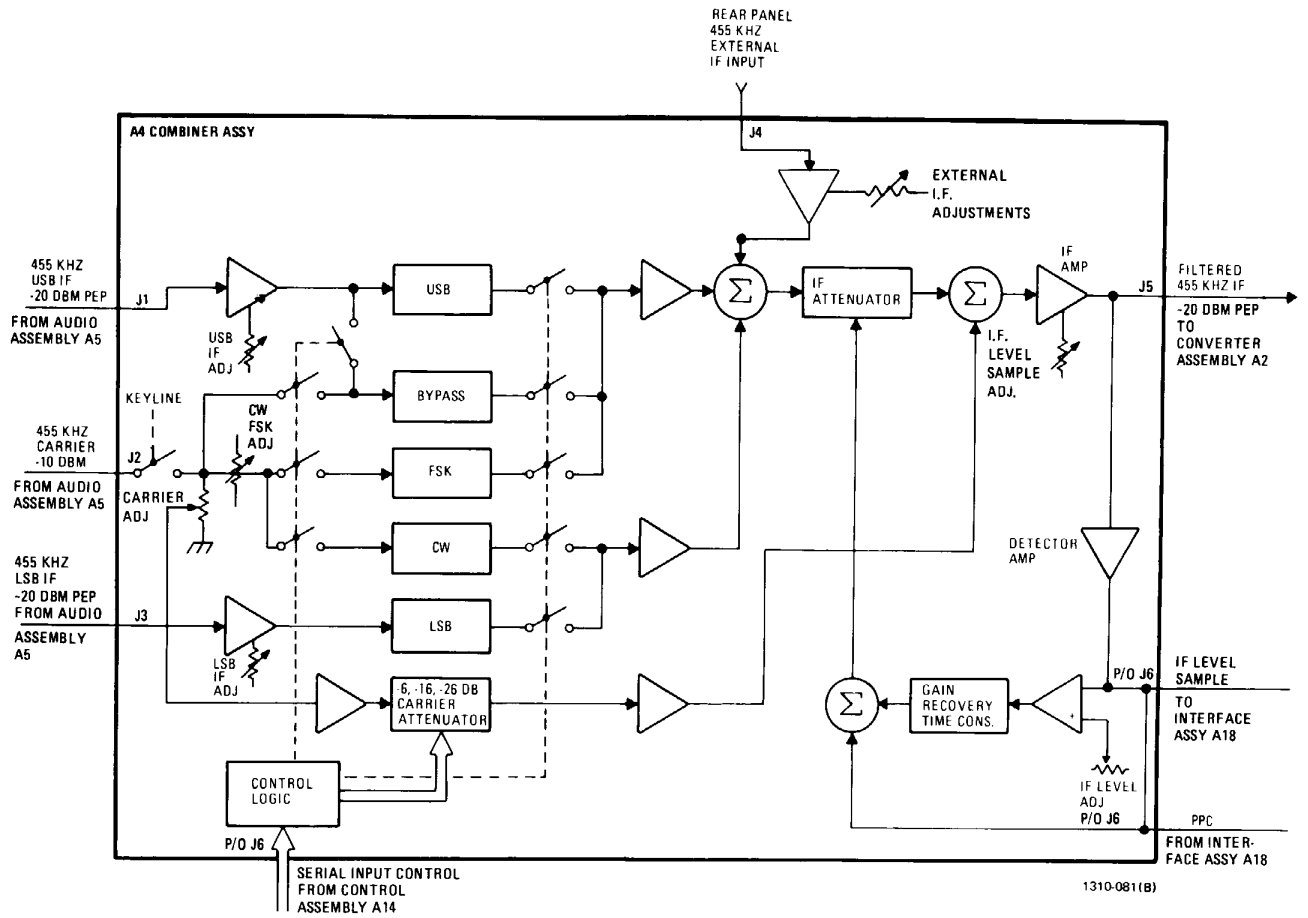 REAR PANEL
455 KHZ
EXTERNAL
IF INPUT
A4 COMBINER ASSY
J4
EXTERNAL
I.F.
ADJUSTMENTS
455 KHZ
USB IF
-20 DBM PEP
J1
FROM AUDIO
ASSEMBLY A5
USB
IF
ADJ
USB
Σ
IF
ATTENUATOR
Σ
IF
AMP
I.F.
LEVEL
SAMPLE
ADJ.
J5
FILTERED
455 KHZ IF
-20 DBM PEP
TO
CONVERTER
ASSEMBLY A2
KEYLINE
BYPASS
CW
FSK
ADJ
455 KHZ
CARRIER
-10 DBM
J2
FROM AUDIO
ASSEMBLY A5
CARRIER
ADJ
FSK
CW
DETECTOR
AMP
455 KHZ
LSB IF
-20 DBM PEP
FROM AUDIO
ASSEMBLY
A5
J3
LSB
IF
ADJ
LSB
-6, -16, -26 DB
CARRIER
ATTENUATOR
Σ
GAIN
RECOVERY
TIME CONS.
+
P/O J6
IF LEVEL
SAMPLE
TO
INTERFACE
ASSY A18
IF LEVEL
ADJ
P/O J6
PPC
FROM INTER-
FACE ASSY A18
CONTROL
LOGIC
P/O J6
SERIAL INPUT CONTROL
FROM CONTROL
ASSEMBLY A14
1310-081(B)